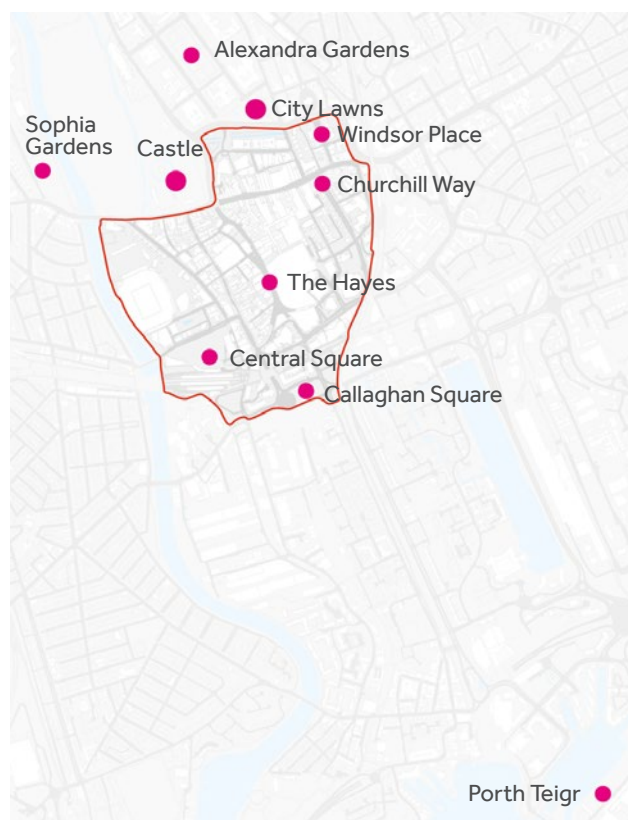 Alexandra Gardens
City Lawns
Sophia
Gardens
Castle
Windsor Place
Churchill Way
The Hayes
Central Square
Callaghan Square
Porth Teigr